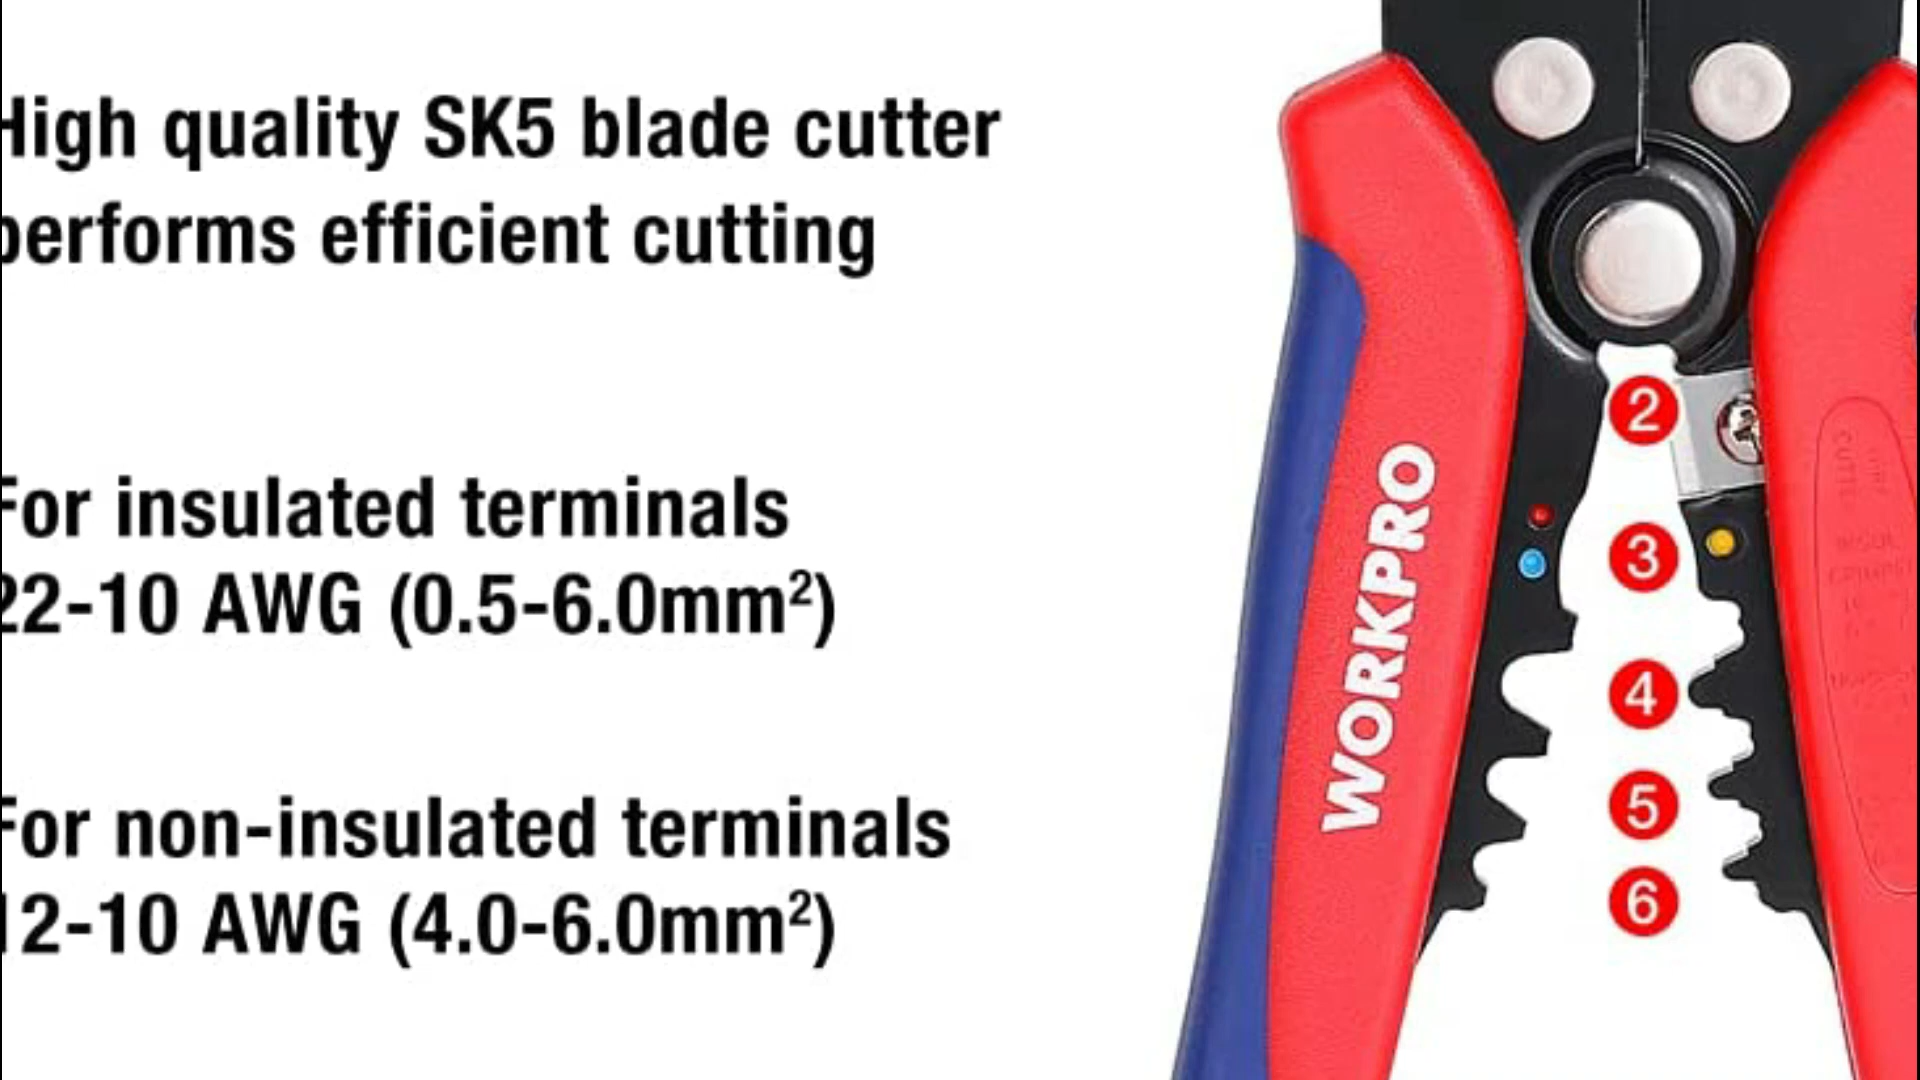 High quality SK5 blade cutter
performs efficient cutting
For insulated terminals
22-10 AWG (0.5-6.0mm²)
For non-insulated terminals
12-10 AWG (4.0-6.0mm²)
WORKPRO
2
3
4
5
6